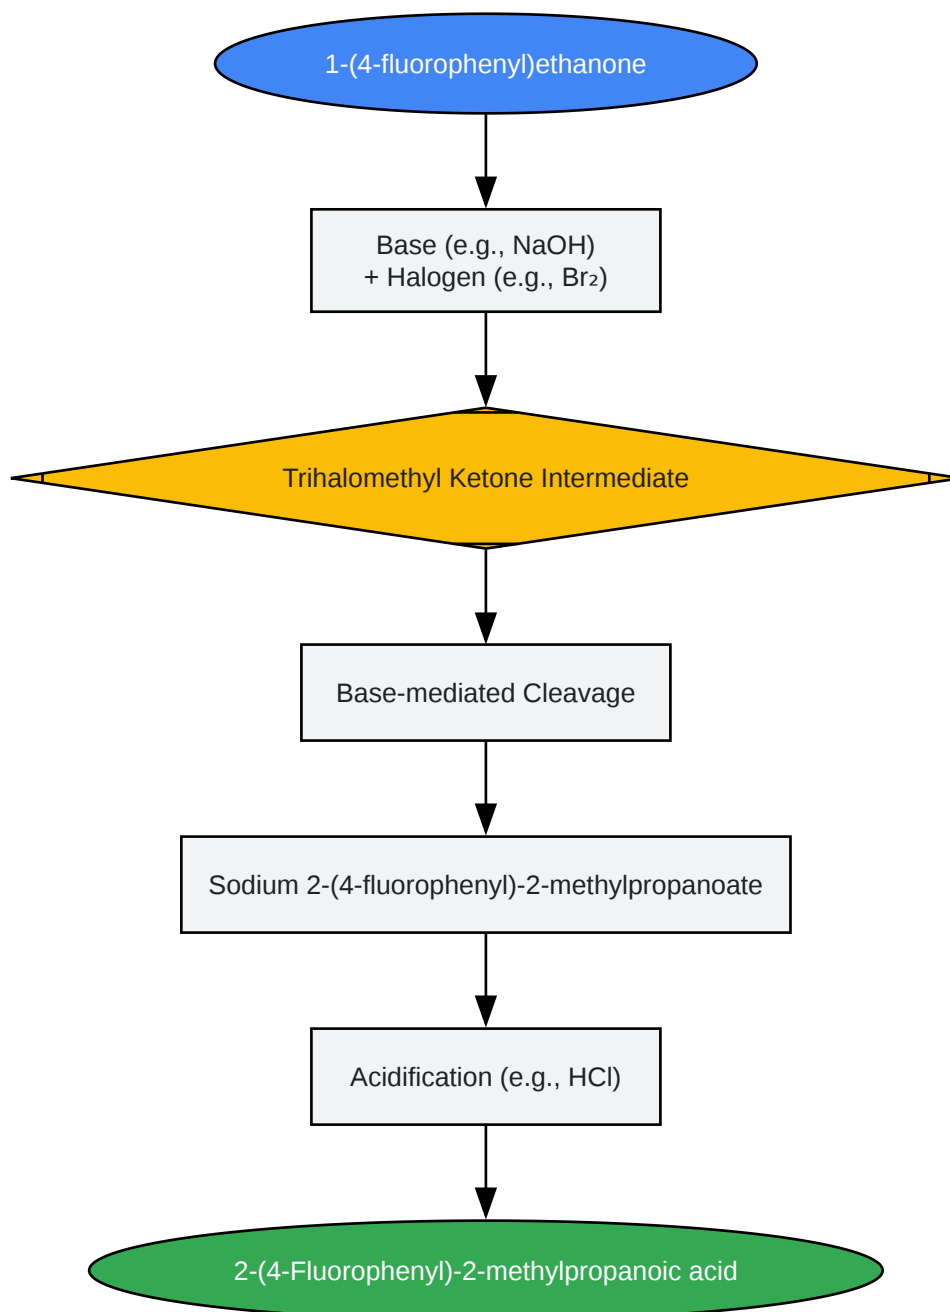 1-(4-fluorophenyl)ethanone
Base (e.g., NaOH)
+ Halogen (e.g., Br₂)
Trihalomethyl Ketone Intermediate
Base-mediated Cleavage
Sodium 2-(4-fluorophenyl)-2-methylpropanoate
Acidification (e.g., HCl)
2-(4-Fluorophenyl)-2-methylpropanoic acid